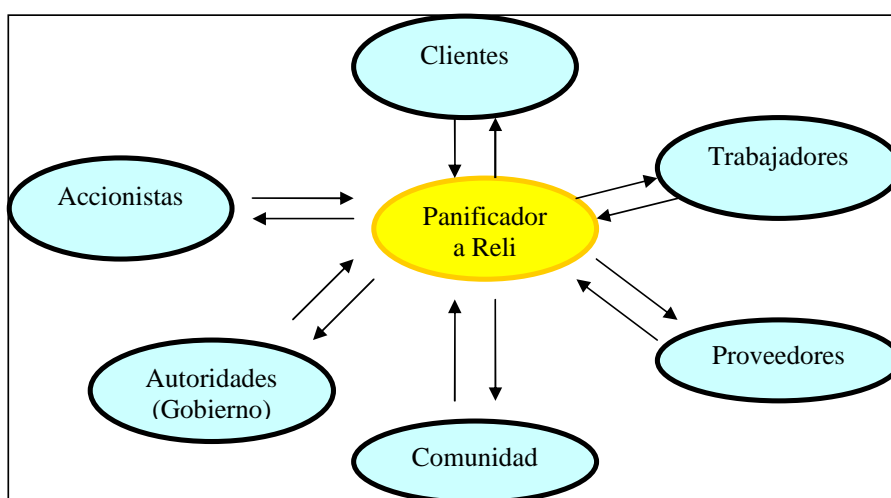 Clientes
Trabajadores
Accionistas
Panificador
a Reli
Proveedores
Autoridades
(Gobierno)
Comunidad